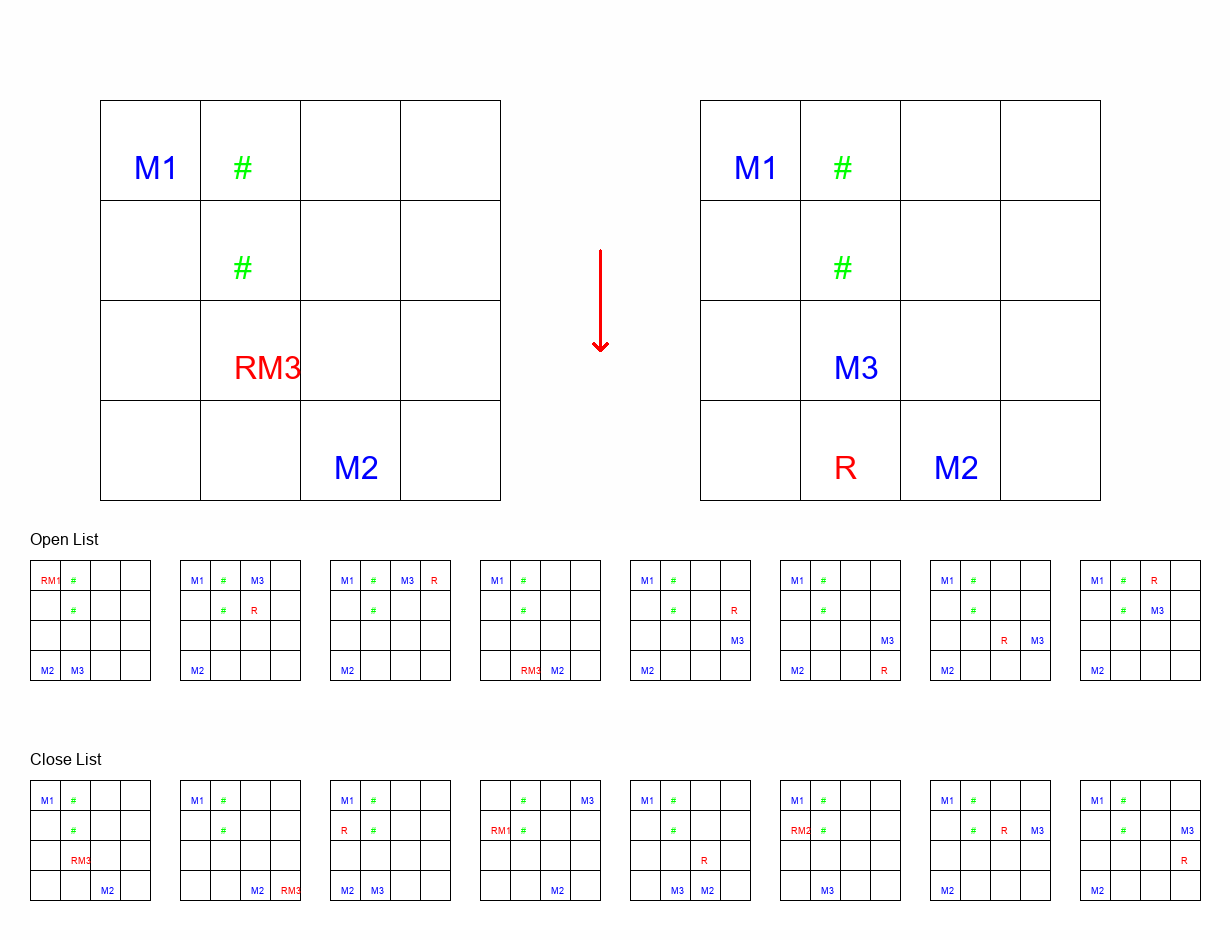 M1 # M1 #
# #
RM3 M3
M2 R M2
Open List
RM1 # M1 # M3 M1 # M3 R M1 # M1 # M1 # M1 # M1 # R
# # R # # # R # # # M3
M3 M3 R M3
M2 M3 M2 M2 RM3 M2 M2 M2 R M2 M2
Close List
M1 # M1 # M1 # # M3 M1 # M1 # M1 # M1 #
# # R # RM1 # # RM2 # # R M3 # M3
RM3 R R
M2 M2 RM3 M2 M3 M2 M3 M2 M3 M2 M2